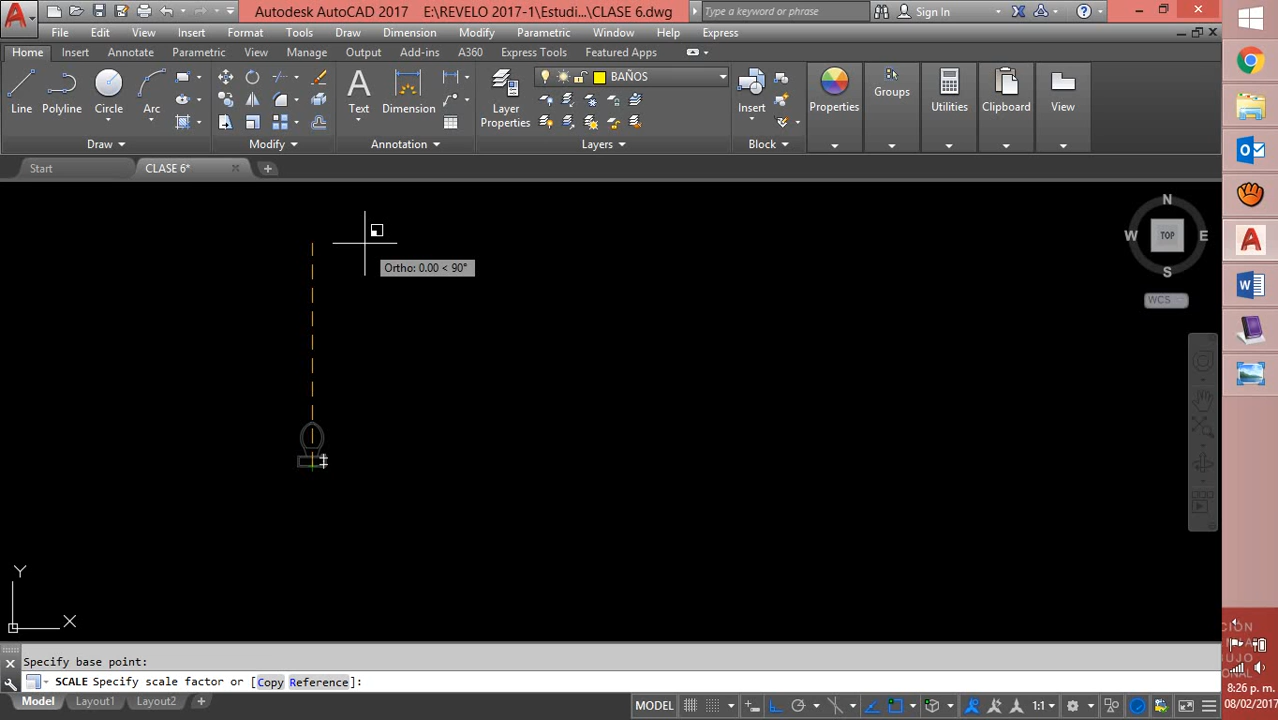 Autodesk AutoCAD 2017 E:\REVELO 2017-1\Estudi...\CLASE 6.dwg
Type a keyword or phrase
Sign In
File Edit View Insert Format Tools Draw Dimension Modify Parametric Window Help Express
Home Insert Annotate Parametric View Manage Output Add-ins A360 Express Tools Featured Apps
BAÑOS
Line Polyline Circle Arc
Text Dimension
Layer Properties
Insert
Properties
Groups
Utilities
Clipboard
View
Draw Modify Annotation Layers Block
Start CLASE 6*
N
W TOP E
S
WCS
Ortho: 0.00 < 90°
Y
X
Specify base point:
SCALE Specify scale factor or [Copy Reference]:
Model Layout1 Layout2 +
MODEL 1:1
8:26 p. m.
08/02/2017